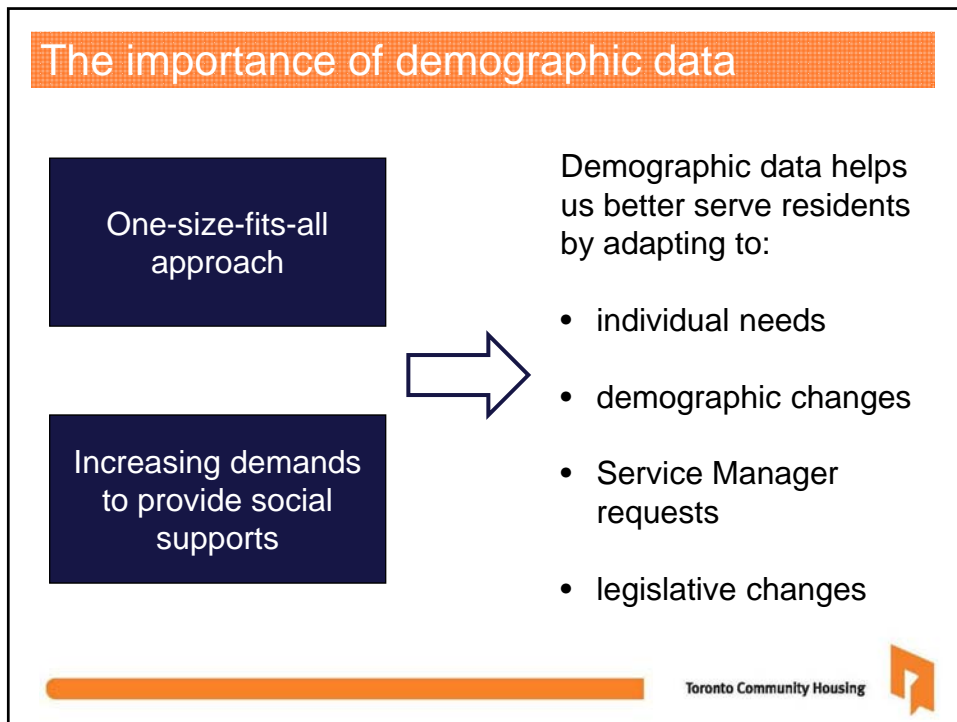 The importance of demographic data
One-size-fits-all
approach
Increasing demands
to provide social
supports
Demographic data helps
us better serve residents
by adapting to:
• individual needs
• demographic changes
• Service Manager
requests
• legislative changes
Toronto Community Housing